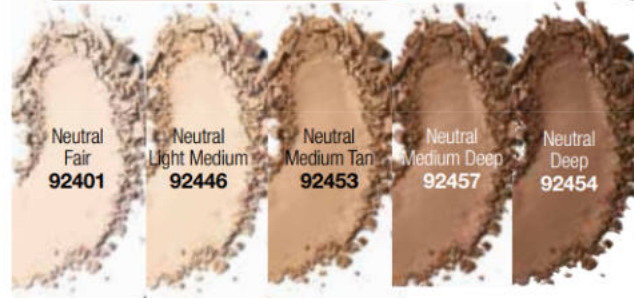 Neutral
Fair
92401
Neutral
Light Medium
92446
Neutral
Medium Tan
92453
Neutral
Medium Deep
92457
Neutral
Deep
92454